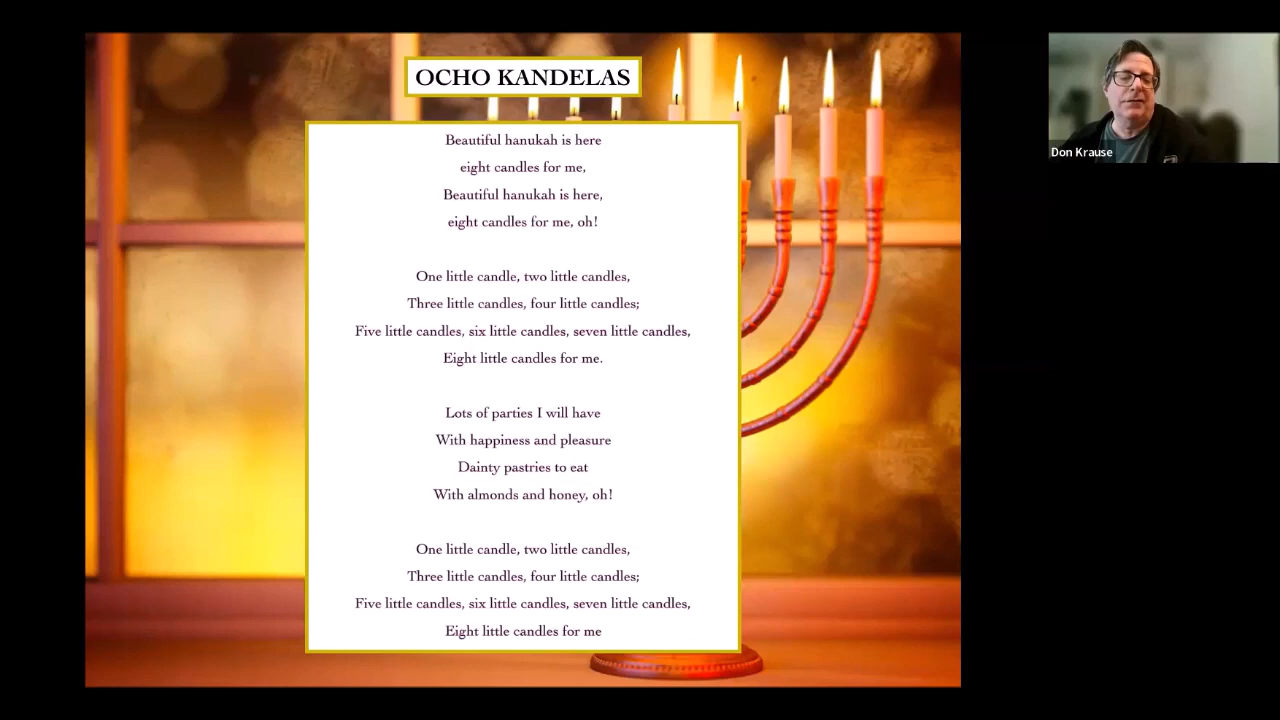 OCHO KANDELAS
Beautiful hanukah is here
eight candles for me,
Beautiful hanukah is here,
eight candles for me, oh!
One little candle, two little candles,
Three little candles, four little candles;
Five little candles, six little candles, seven little candles,
Eight little candles for me.
Lots of parties I will have
With happiness and pleasure
Dainty pastries to eat
With almonds and honey, oh!
One little candle, two little candles,
Three little candles, four little candles;
Five little candles, six little candles, seven little candles,
Eight little candles for me
Don Krause